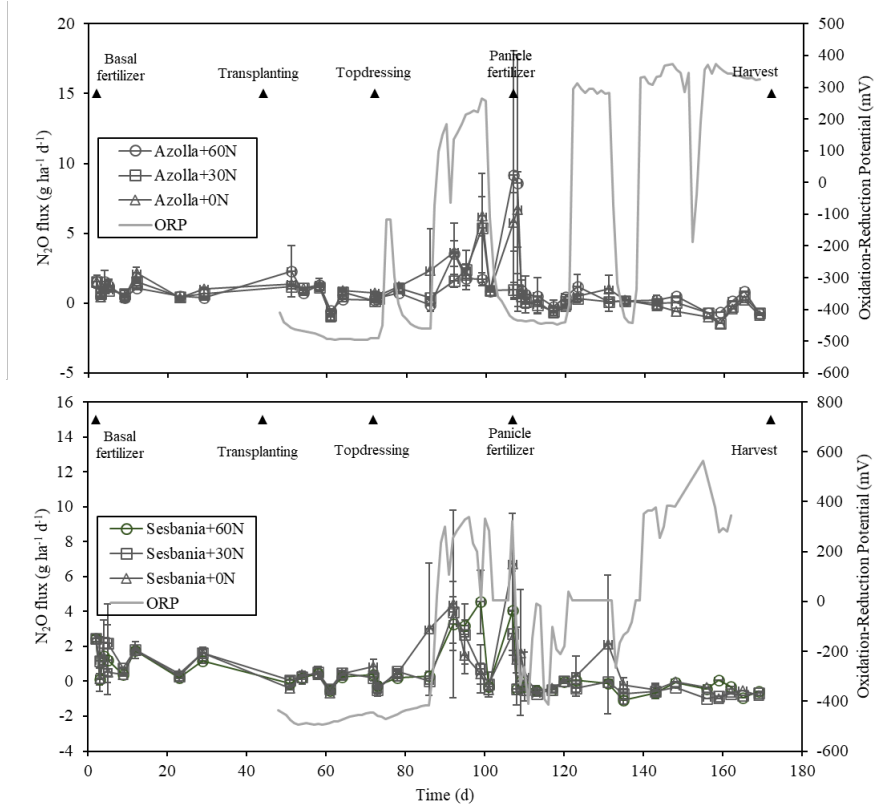 20
15
10
5
0
-5
N₂O flux (g ha⁻¹ d⁻¹)
500
400
300
200
100
0
-100
-200
-300
-400
-500
-600
Oxidation-Reduction Potential (mV)
Basal
fertilizer
Transplanting
Topdressing
Panicle
fertilizer
Harvest
Azolla+60N
Azolla+30N
Azolla+0N
ORP
16
14
12
10
8
6
4
2
0
-2
-4
N₂O flux (g ha⁻¹ d⁻¹)
800
600
400
200
0
-200
-400
-600
Oxidation-Reduction Potential (mV)
Basal
fertilizer
Transplanting
Topdressing
Panicle
fertilizer
Harvest
Sesbania+60N
Sesbania+30N
Sesbania+0N
ORP
0 20 40 60 80 100 120 140 160 180
Time (d)